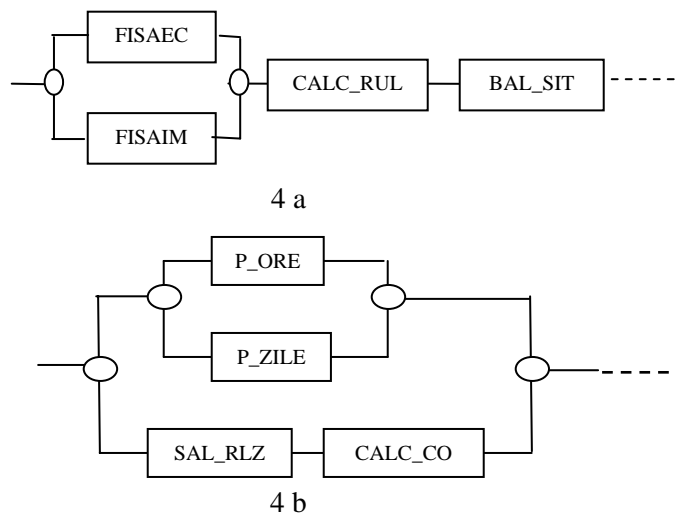 FISAEC
CALC_RUL
BAL_SIT
FISAIM
4 a
P_ORE
P_ZILE
SAL_RLZ
CALC_CO
4 b